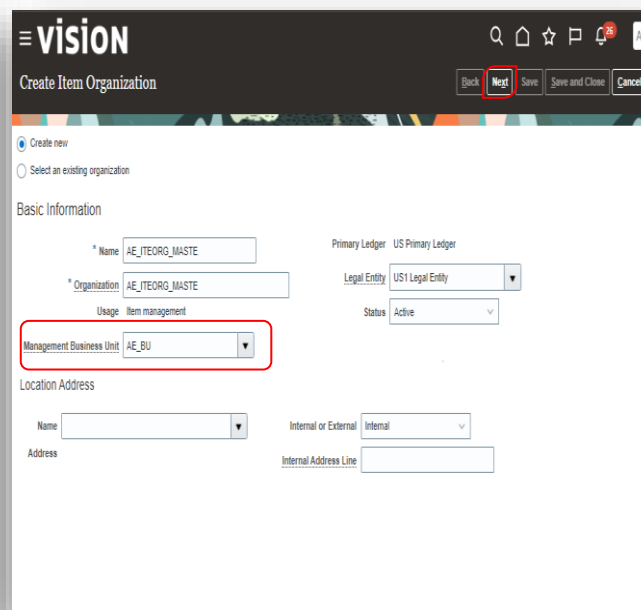 VISION
26
Create Item Organization
Back Next Save Save and Close Cancel
Create new
Select an existing organization
Basic Information
* Name AE_ITEORG_MASTE
Primary Ledger US Primary Ledger
* Organization AE_ITEORG_MASTE
Legal Entity US1 Legal Entity
Usage Item management
Status Active
Management Business Unit AE_BU
Location Address
Name
Internal or External Internal
Address
Internal Address Line